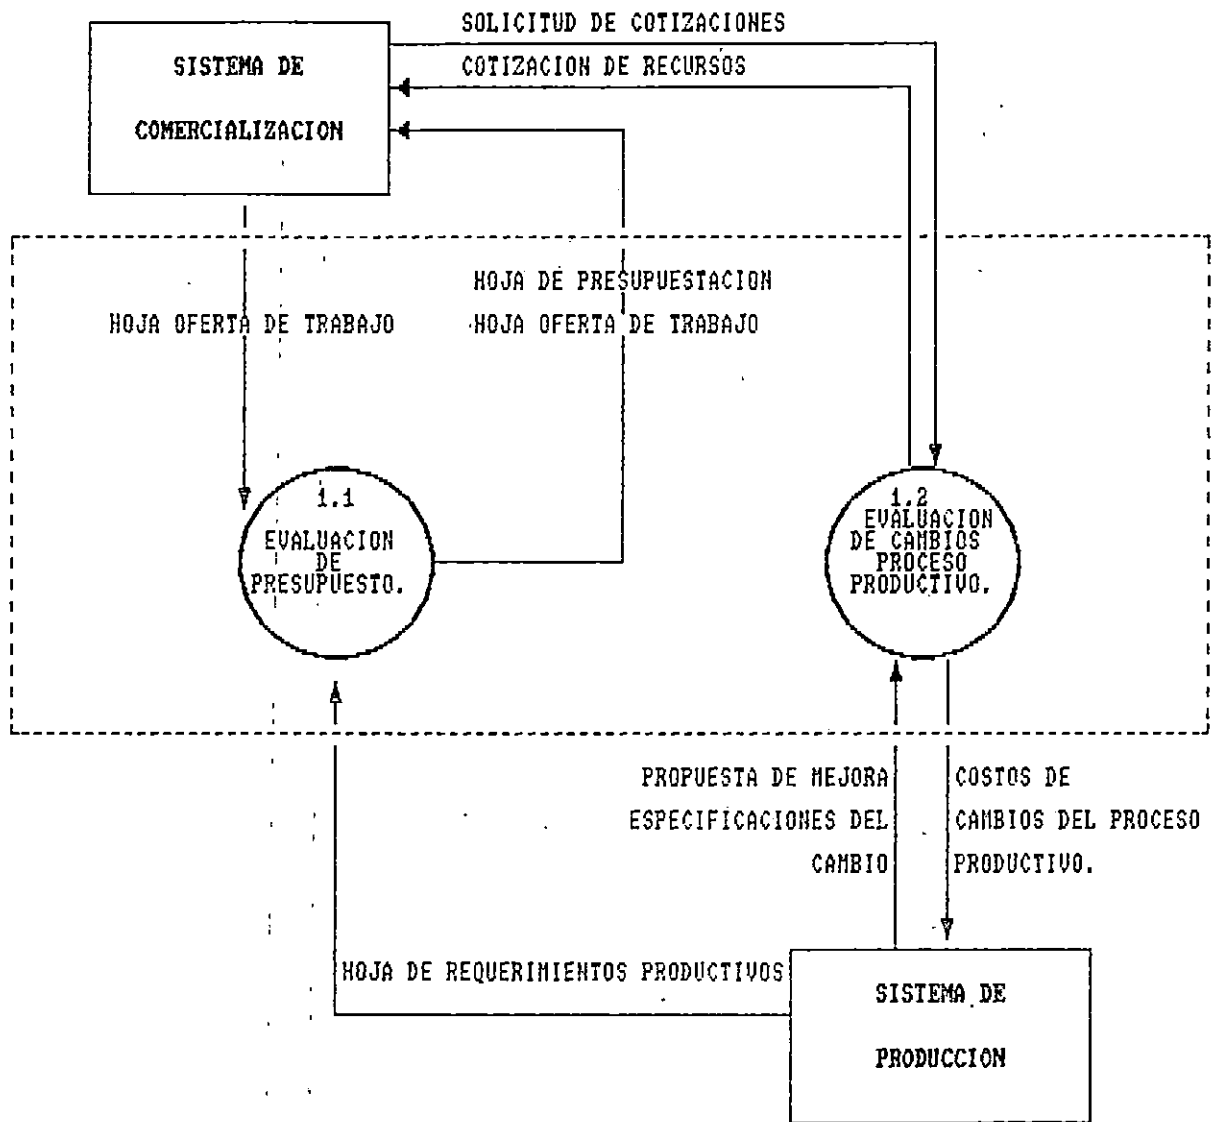 SOLICITUD DE COTIZACIONES
SISTEMA DE
COMERCIALIZACION
COTIZACION DE RECURSOS
HOJA DE PRESUPUESTACION
HOJA OFERTA DE TRABAJO
HOJA OFERTA DE TRABAJO
1.1
EVALUACION
DE
PRESUPUESTO.
1.2
EVALUACION
DE CAMBIOS
PROCESO
PRODUCTIVO.
PROPUESTA DE MEJORA
ESPECIFICACIONES DEL
CAMBIO
COSTOS DE
CAMBIOS DEL PROCESO
PRODUCTIVO.
HOJA DE REQUERIMIENTOS PRODUCTIVOS
SISTEMA DE
PRODUCCION